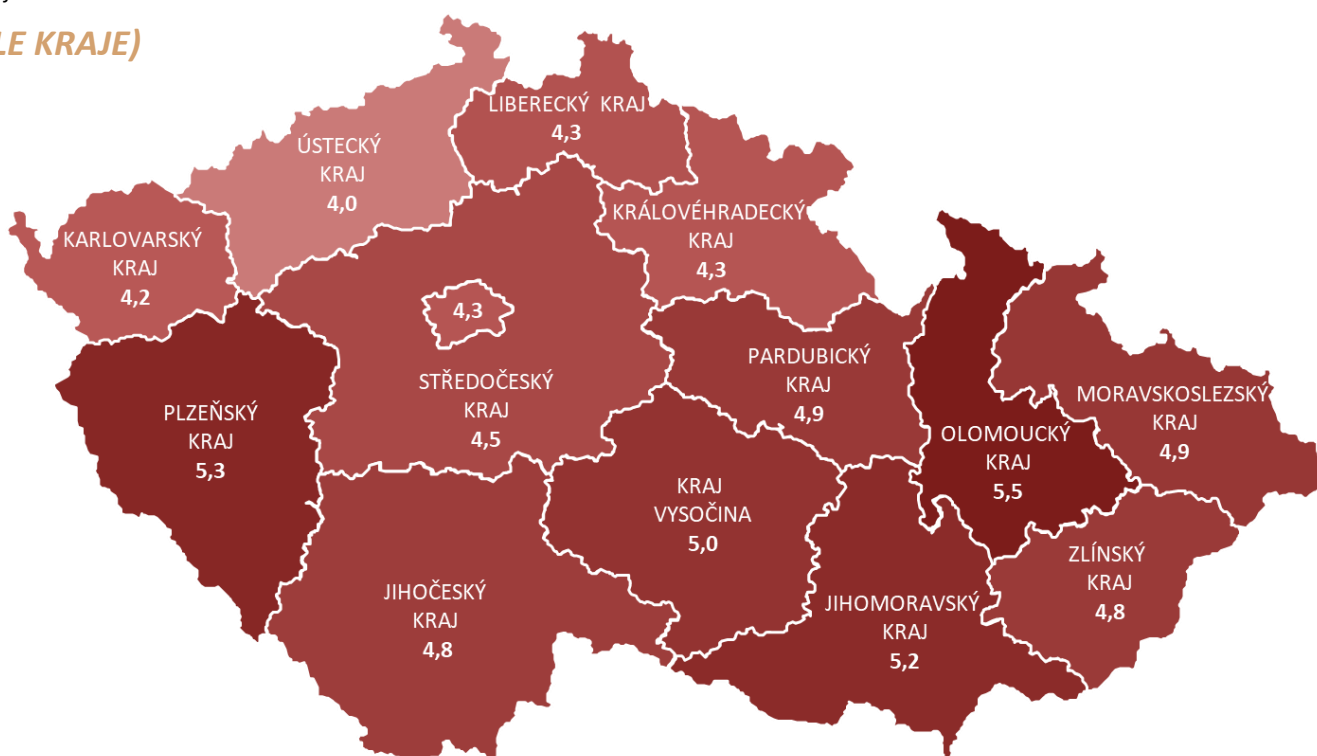 LE KRAJE)
LIBERECKÝ KRAJ
4,3
ÚSTECKÝ
KRAJ
4,0
KRÁLOVÉHRADECKÝ
KRAJ
4,3
KARLOVARSKÝ
KRAJ
4,2
4,3
STŘEDOČESKÝ
KRAJ
4,5
PARDUBICKÝ
KRAJ
4,9
MORAVSKOSLEZSKÝ
KRAJ
4,9
PLZEŇSKÝ
KRAJ
5,3
OLOMOUCKÝ
KRAJ
5,5
KRAJ
VYSOČINA
5,0
ZLÍNSKÝ
KRAJ
4,8
JIHOČESKÝ
KRAJ
4,8
JIHOMORAVSKÝ
KRAJ
5,2